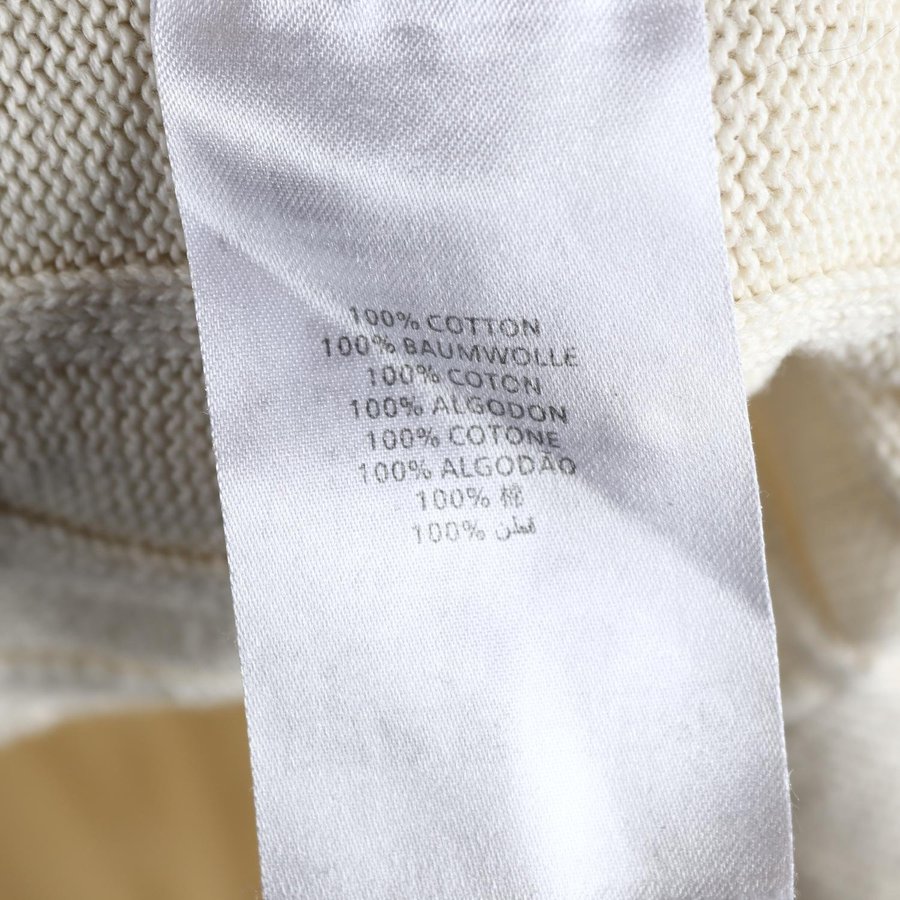 100% COTTON
100% BAUMWOLLE
100% COTON
100% ALGODON
100% COTONE
100% ALGODÃO
100% 棉
100% قطن